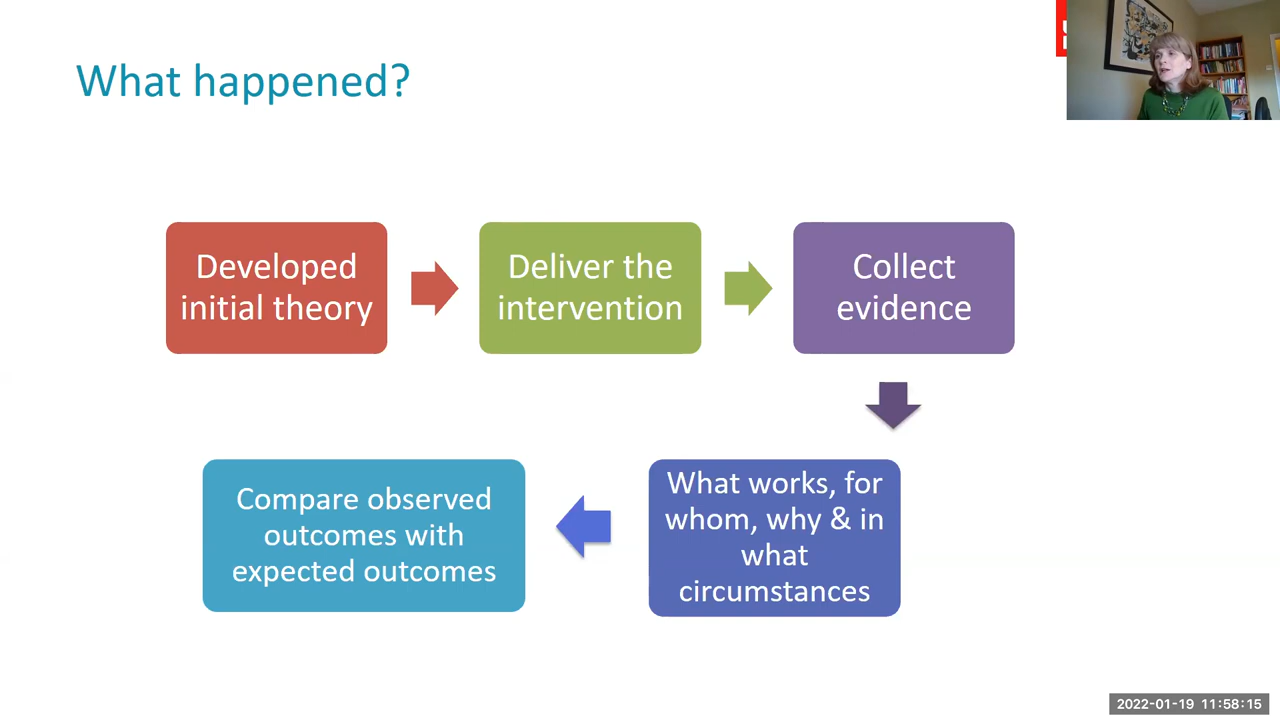 What happened?
Developed
initial theory
Deliver the
intervention
Collect
evidence
What works, for
whom, why & in
what
circumstances
Compare observed
outcomes with
expected outcomes
2022-01-19 11:58:15